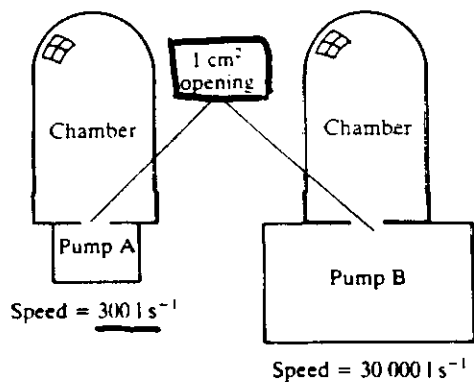 1 cm²
opening
Chamber
Chamber
Pump A
Pump B
Speed = 300 l s⁻¹
Speed = 30 000 l s⁻¹